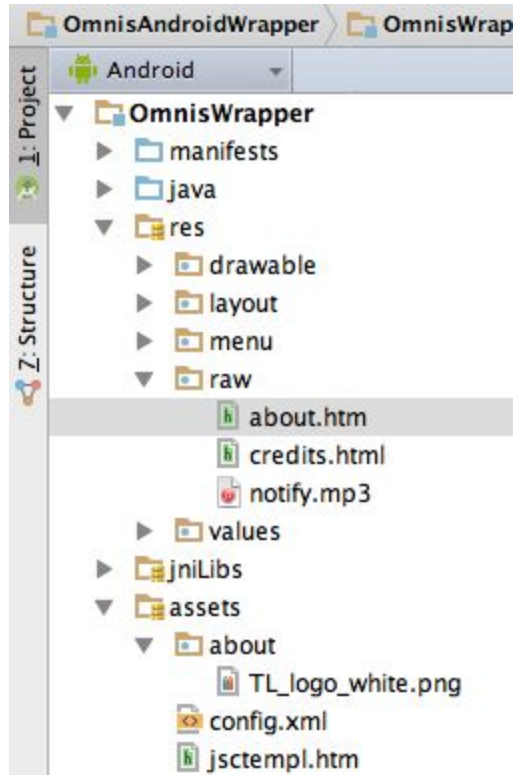 OmnisAndroidWrapper OmnisWrap
Android
1: Project
Z: Structure
OmnisWrapper
manifests
java
res
drawable
layout
menu
raw
about.htm
credits.html
notify.mp3
values
jniLibs
assets
about
TL_logo_white.png
config.xml
jsctempl.htm